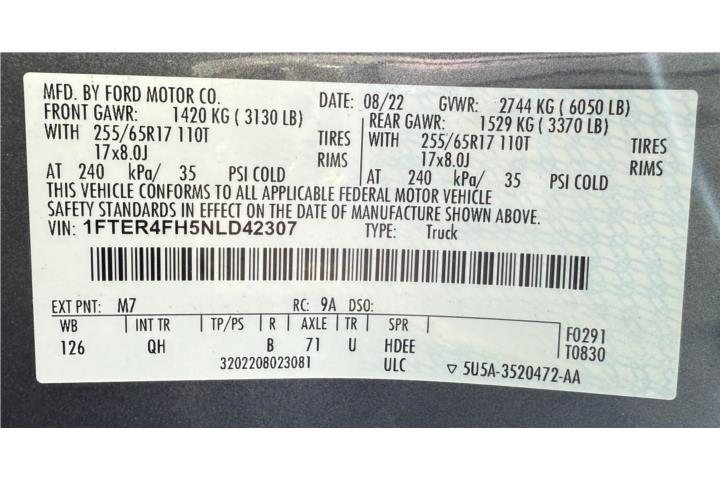 MFD. BY FORD MOTOR CO. DATE: 08/22 GVWR: 2744 KG ( 6050 LB)
FRONT GAWR: 1420 KG ( 3130 LB) REAR GAWR: 1529 KG ( 3370 LB)
WITH 255/65R17 110T TIRES WITH 255/65R17 110T TIRES
17x8.0J RIMS 17x8.0J RIMS
AT 240 kPa/ 35 PSI COLD AT 240 kPa/ 35 PSI COLD
THIS VEHICLE CONFORMS TO ALL APPLICABLE FEDERAL MOTOR VEHICLE
SAFETY STANDARDS IN EFFECT ON THE DATE OF MANUFACTURE SHOWN ABOVE.
VIN: 1FTER4FH5NLD42307 TYPE: Truck
EXT PNT: M7 RC: 9A DSO:
WB INT TR TP/PS R AXLE TR SPR F0291
126 QH B 71 U HDEE T0830
3202208023081 ULC ▽ 5U5A-3520472-AA